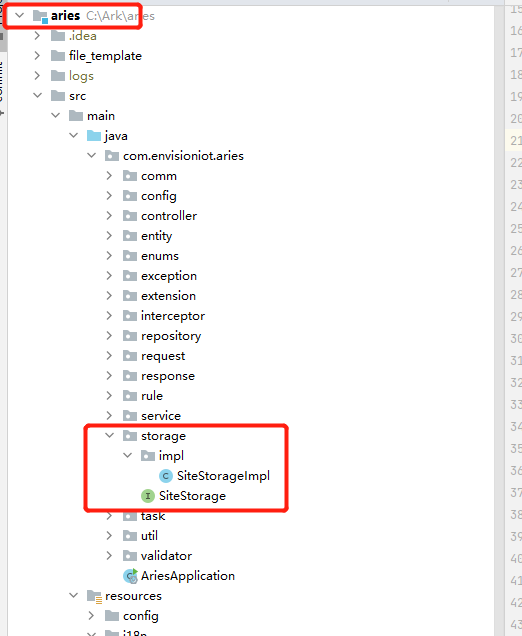 aries C:\Ark\aries
.idea
file_template
logs
src
main
java
com.envisioniot.aries
comm
config
controller
entity
enums
exception
extension
interceptor
repository
request
response
rule
service
storage
impl
C SiteStorageImpl
I SiteStorage
task
util
validator
AriesApplication
resources
config
i18n
15
16
17
18
19
20
21
22
23
24
25
26
27
28
29
30
31
32
33
34
35
36
37
38
39
40
41
42
43